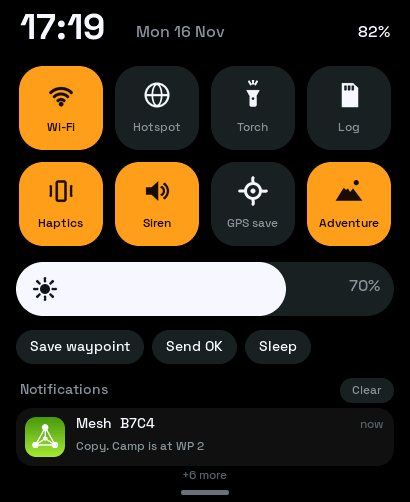 17:19 Mon 16 Nov 82%
Wi-Fi Hotspot Torch Log
Haptics Siren GPS save Adventure
70%
Save waypoint Send OK Sleep
Notifications Clear
Mesh B7C4 now
Copy. Camp is at WP 2
+6 more